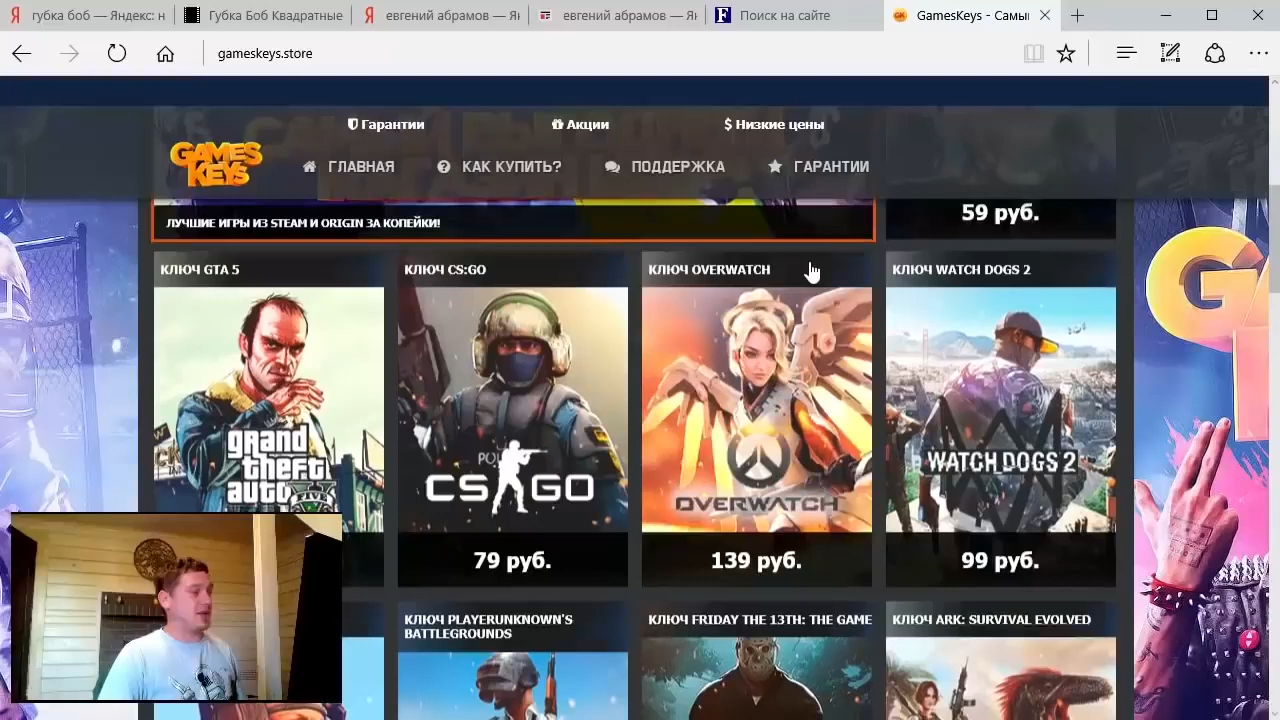 губка боб — Яндекс: н
Губка Боб Квадратные
евгений абрамов — Ян
евгений абрамов — Ян
Поиск на сайте
GamesKeys - Самы
gameskeys.store
Гарантии
Акции
$ Низкие цены
GAMES
KEYS
ГЛАВНАЯ
КАК КУПИТЬ?
ПОДДЕРЖКА
ГАРАНТИИ
ЛУЧШИЕ ИГРЫ ИЗ STEAM И ORIGIN ЗА КОПЕЙКИ!
59 руб.
КЛЮЧ GTA 5
КЛЮЧ CS:GO
КЛЮЧ OVERWATCH
КЛЮЧ WATCH DOGS 2
grand
theft
auto
CS GO
OVERWATCH
WATCH_DOGS 2
79 руб.
139 руб.
99 руб.
КЛЮЧ PLAYERUNKNOWN'S
BATTLEGROUNDS
КЛЮЧ FRIDAY THE 13TH: THE GAME
КЛЮЧ ARK: SURVIVAL EVOLVED